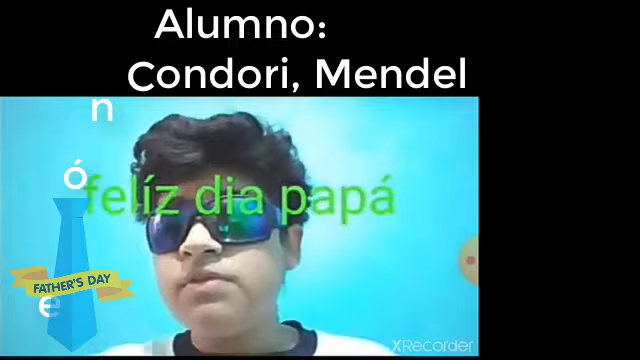 Alumno:
Condori, Mendel
n
ó
felíz dia papá
FATHER'S DAY
e
XRecorder